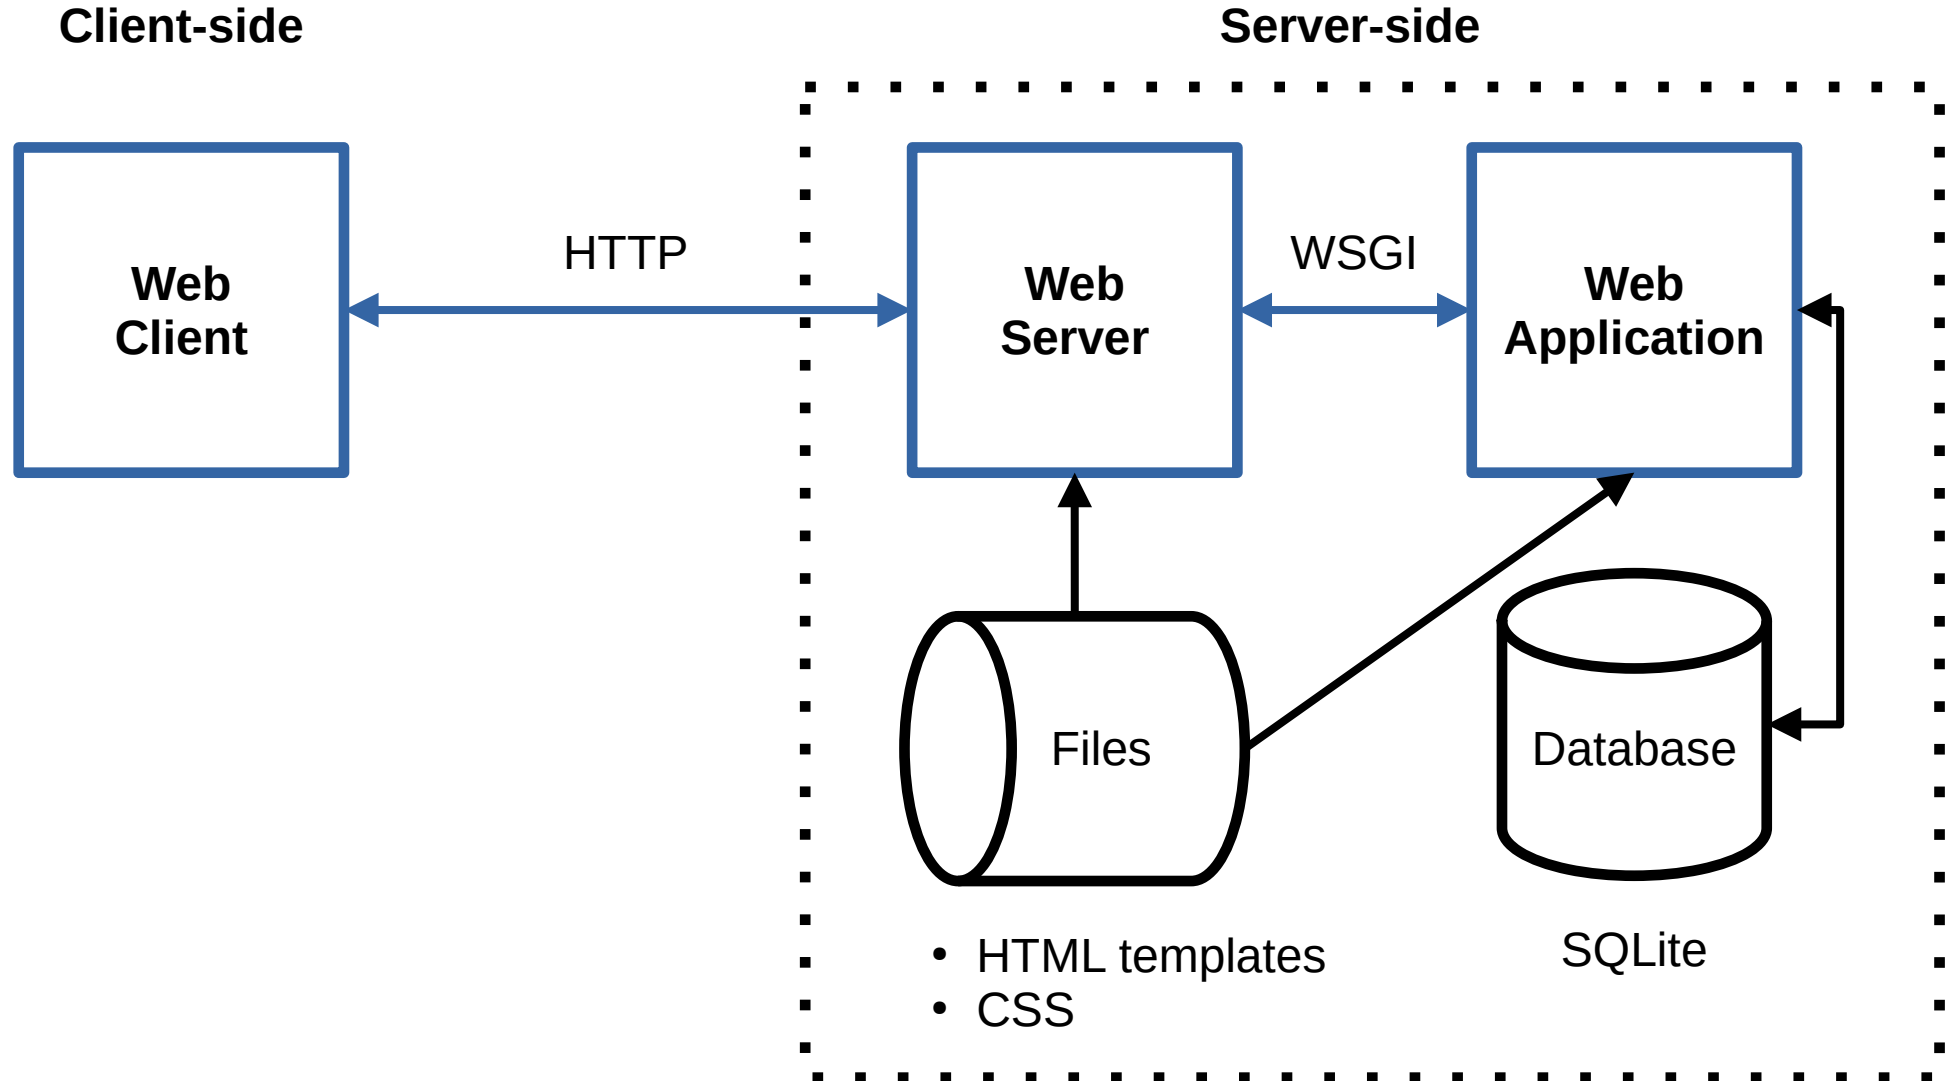 Client-side
Server-side
Web
Client
HTTP
Web
Server
WSGI
Web
Application
Files
Database
• HTML templates
• CSS
SQLite